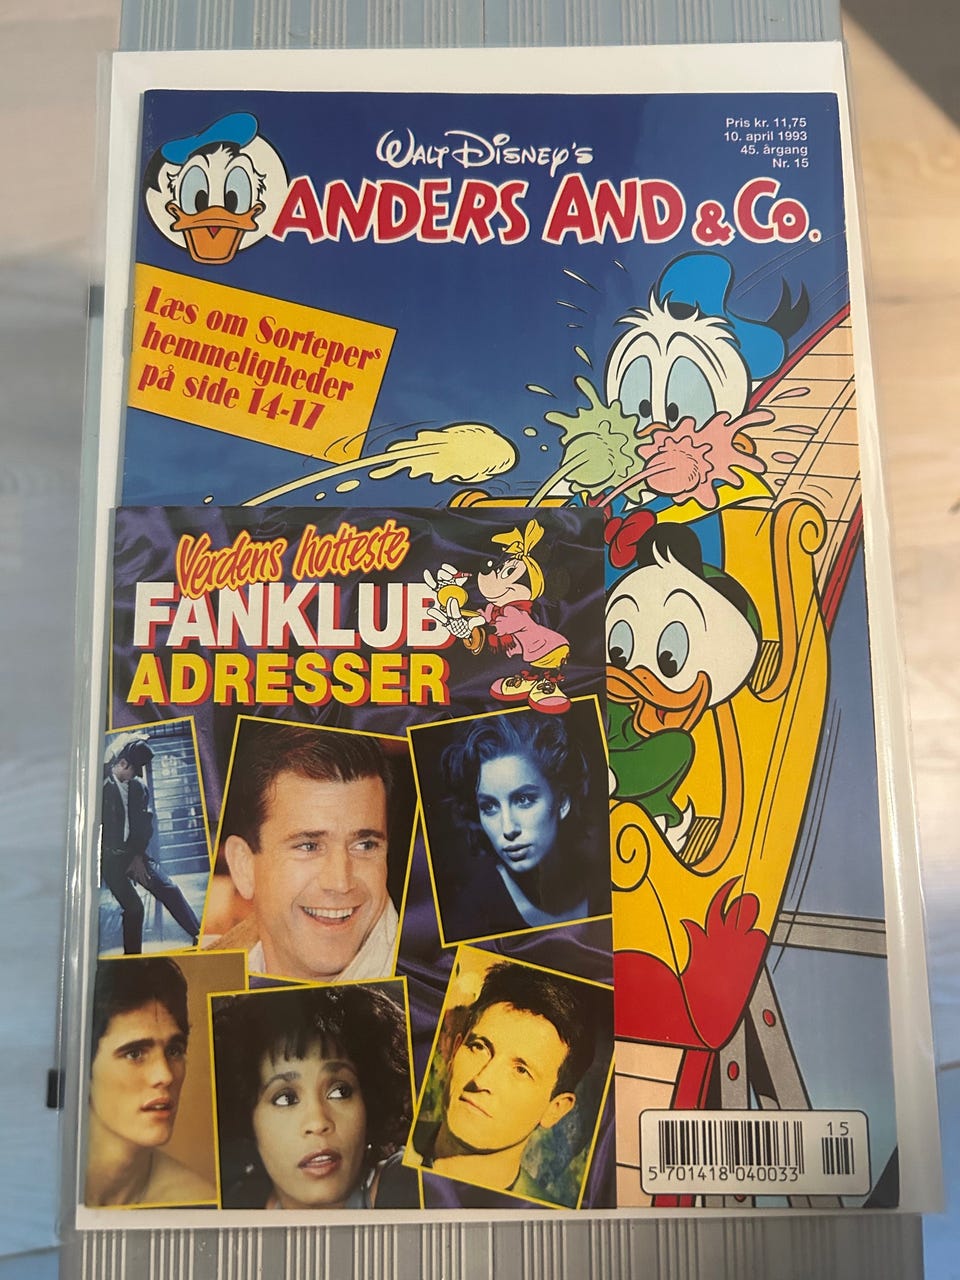 Pris kr. 11,75
10. april 1993
45. årgang
Nr. 15
WALT DISNEY'S
ANDERS AND & Co.
Læs om Sortepers
hemmeligheder
på side 14-17
Verdens hotteste
FANKLUB
ADRESSER
15
5 701418 040033